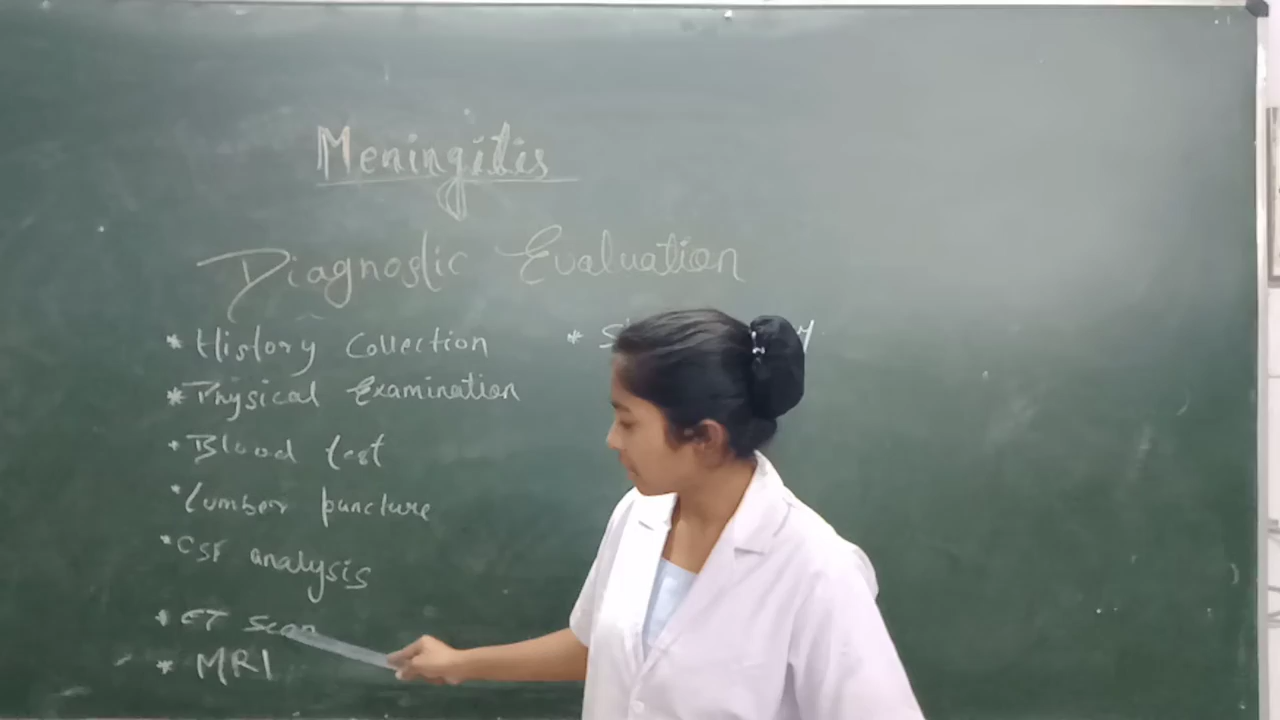 Meningitis
Diagnostic Evaluation
* History Collection
* Physical Examination
* Blood test
* Lumber puncture
* CSF analysis
* CT Scan
* MRI
*